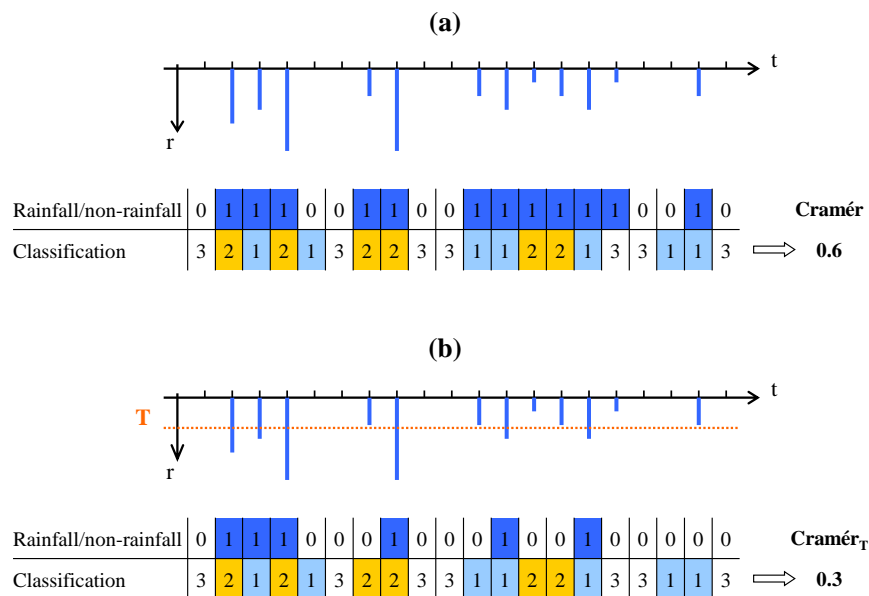 (a)
t
r
Rainfall/non-rainfall 0 1 1 1 0 0 1 1 0 0 1 1 1 1 1 1 0 0 1 0 Cramér
Classification 3 2 1 2 1 3 2 2 3 3 1 1 2 2 1 3 3 1 1 3 0.6
(b)
t
T
r
Rainfall/non-rainfall 0 1 1 1 0 0 0 1 0 0 0 1 0 0 1 0 0 0 0 0 Cramér_T
Classification 3 2 1 2 1 3 2 2 3 3 1 1 2 2 1 3 3 1 1 3 0.3